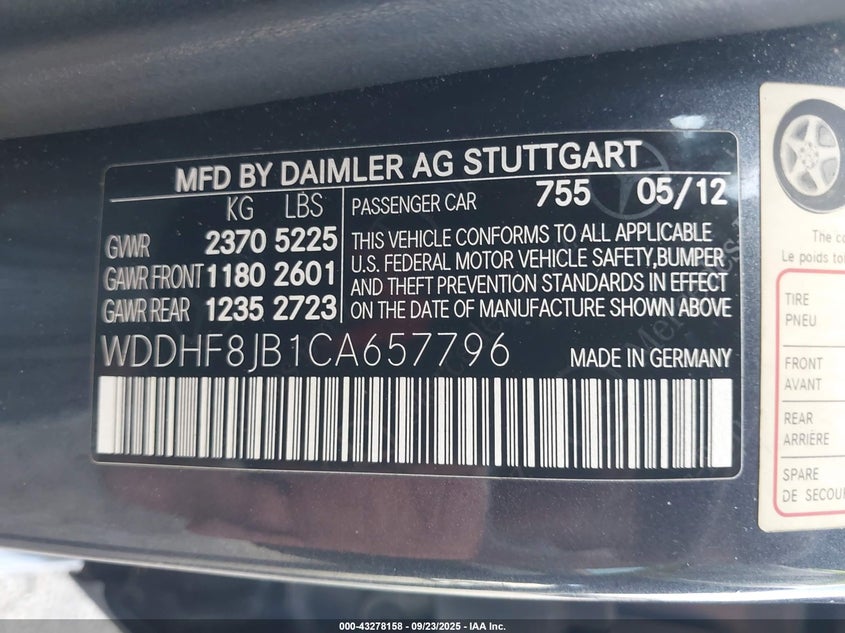 MFD BY DAIMLER AG STUTTGART
KG LBS
GVWR 2370 5225
GAWR FRONT 1180 2601
GAWR REAR 1235 2723
PASSENGER CAR 755 05/12
THIS VEHICLE CONFORMS TO ALL APPLICABLE
U.S. FEDERAL MOTOR VEHICLE SAFETY,BUMPER
AND THEFT PREVENTION STANDARDS IN EFFECT
ON THE DATE OF MANUFACTURE SHOWN ABOVE
WDDHF8JB1CA657796 MADE IN GERMANY
The
Le poids
TIRE
PNEU
FRONT
AVANT
REAR
ARRIÈRE
SPARE
DE
000-43278158 - 09/23/2025 - IAA Inc.